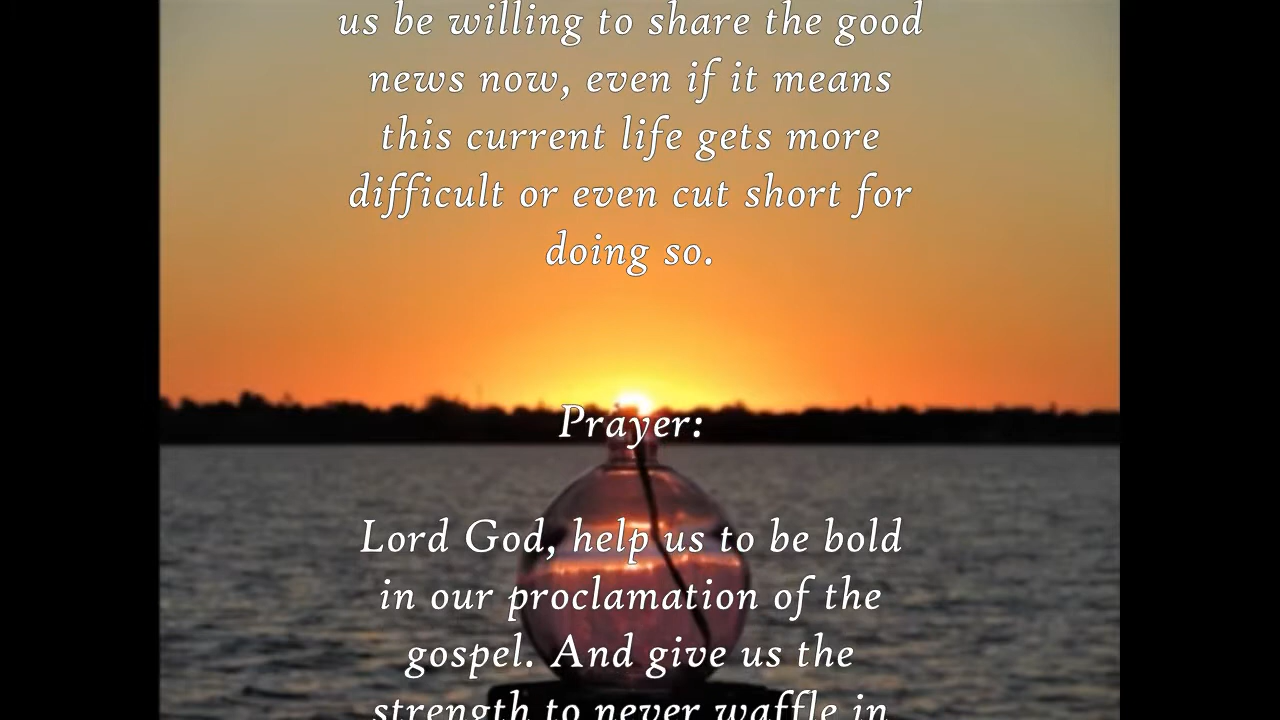 us be willing to share the good
news now, even if it means
this current life gets more
difficult or even cut short for
doing so.
Prayer:
Lord God, help us to be bold
in our proclamation of the
gospel. And give us the
strength to never waffle in